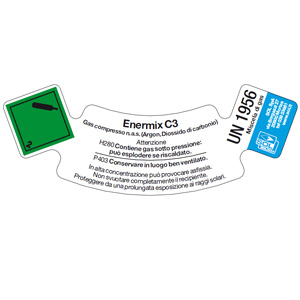 2
Enermix C3
Gas compresso n.a.s. (Argon, Diossido di carbonio)
Attenzione
H280 Contiene gas sotto pressione:
può esplodere se riscaldato.
P403 Conservare in luogo ben ventilato.
In alta concentrazione può provocare asfissia.
Non svuotare completamente il recipiente.
Proteggere da una prolungata esposizione ai raggi solari.
UN 1956
Miscela di gas